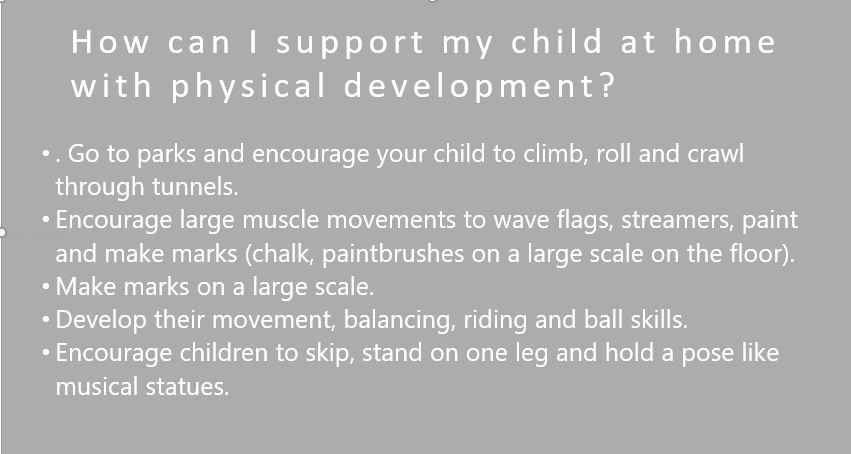 How can I support my child at home
with physical development?
• . Go to parks and encourage your child to climb, roll and crawl
through tunnels.
• Encourage large muscle movements to wave flags, streamers, paint
and make marks (chalk, paintbrushes on a large scale on the floor).
• Make marks on a large scale.
• Develop their movement, balancing, riding and ball skills.
• Encourage children to skip, stand on one leg and hold a pose like
musical statues.